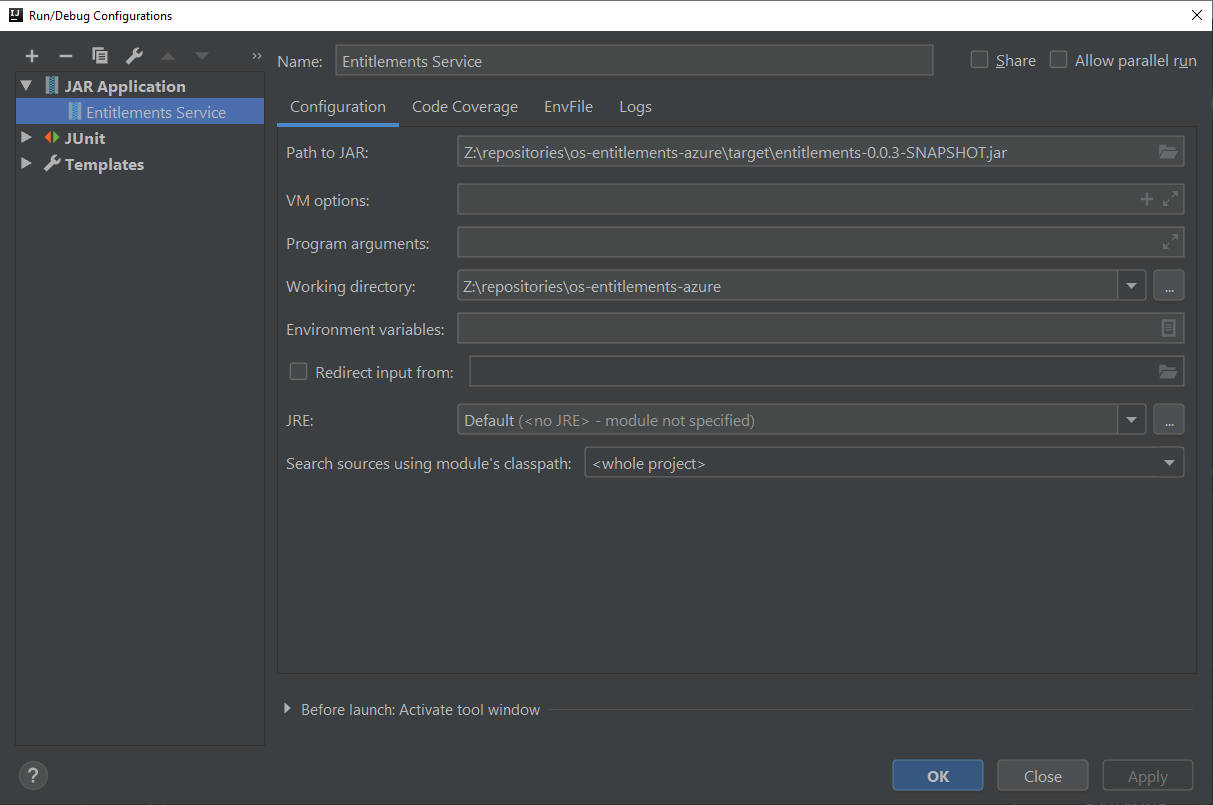 Run/Debug Configurations
Name: Entitlements Service Share Allow parallel run
JAR Application
Entitlements Service
JUnit
Templates
Configuration Code Coverage EnvFile Logs
Path to JAR: Z:\repositories\os-entitlements-azure\target\entitlements-0.0.3-SNAPSHOT.jar
VM options:
Program arguments:
Working directory: Z:\repositories\os-entitlements-azure ...
Environment variables:
Redirect input from:
JRE: Default (<no JRE> - module not specified) ...
Search sources using module's classpath: <whole project>
Before launch: Activate tool window
? OK Close Apply